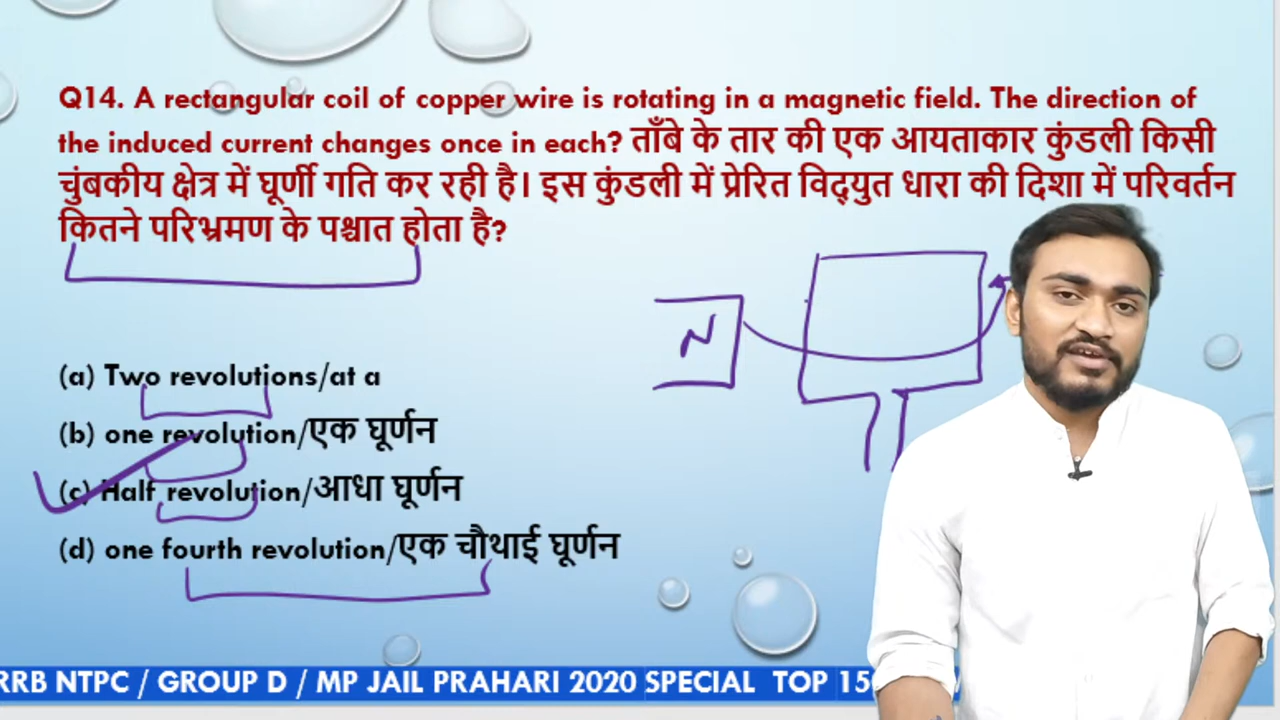 Q14. A rectangular coil of copper wire is rotating in a magnetic field. The direction of
the induced current changes once in each? ताँबे के तार की एक आयताकार कुंडली किसी
चुंबकीय क्षेत्र में घूर्णी गति कर रही है। इस कुंडली में प्रेरित विद्युत धारा की दिशा में परिवर्तन
कितने परिभ्रमण के पश्चात होता है?
N
(a) Two revolutions/at a
(b) one revolution/एक घूर्णन
(c) Half revolution/आधा घूर्णन
(d) one fourth revolution/एक चौथाई घूर्णन
RRB NTPC / GROUP D / MP JAIL PRAHARI 2020 SPECIAL TOP